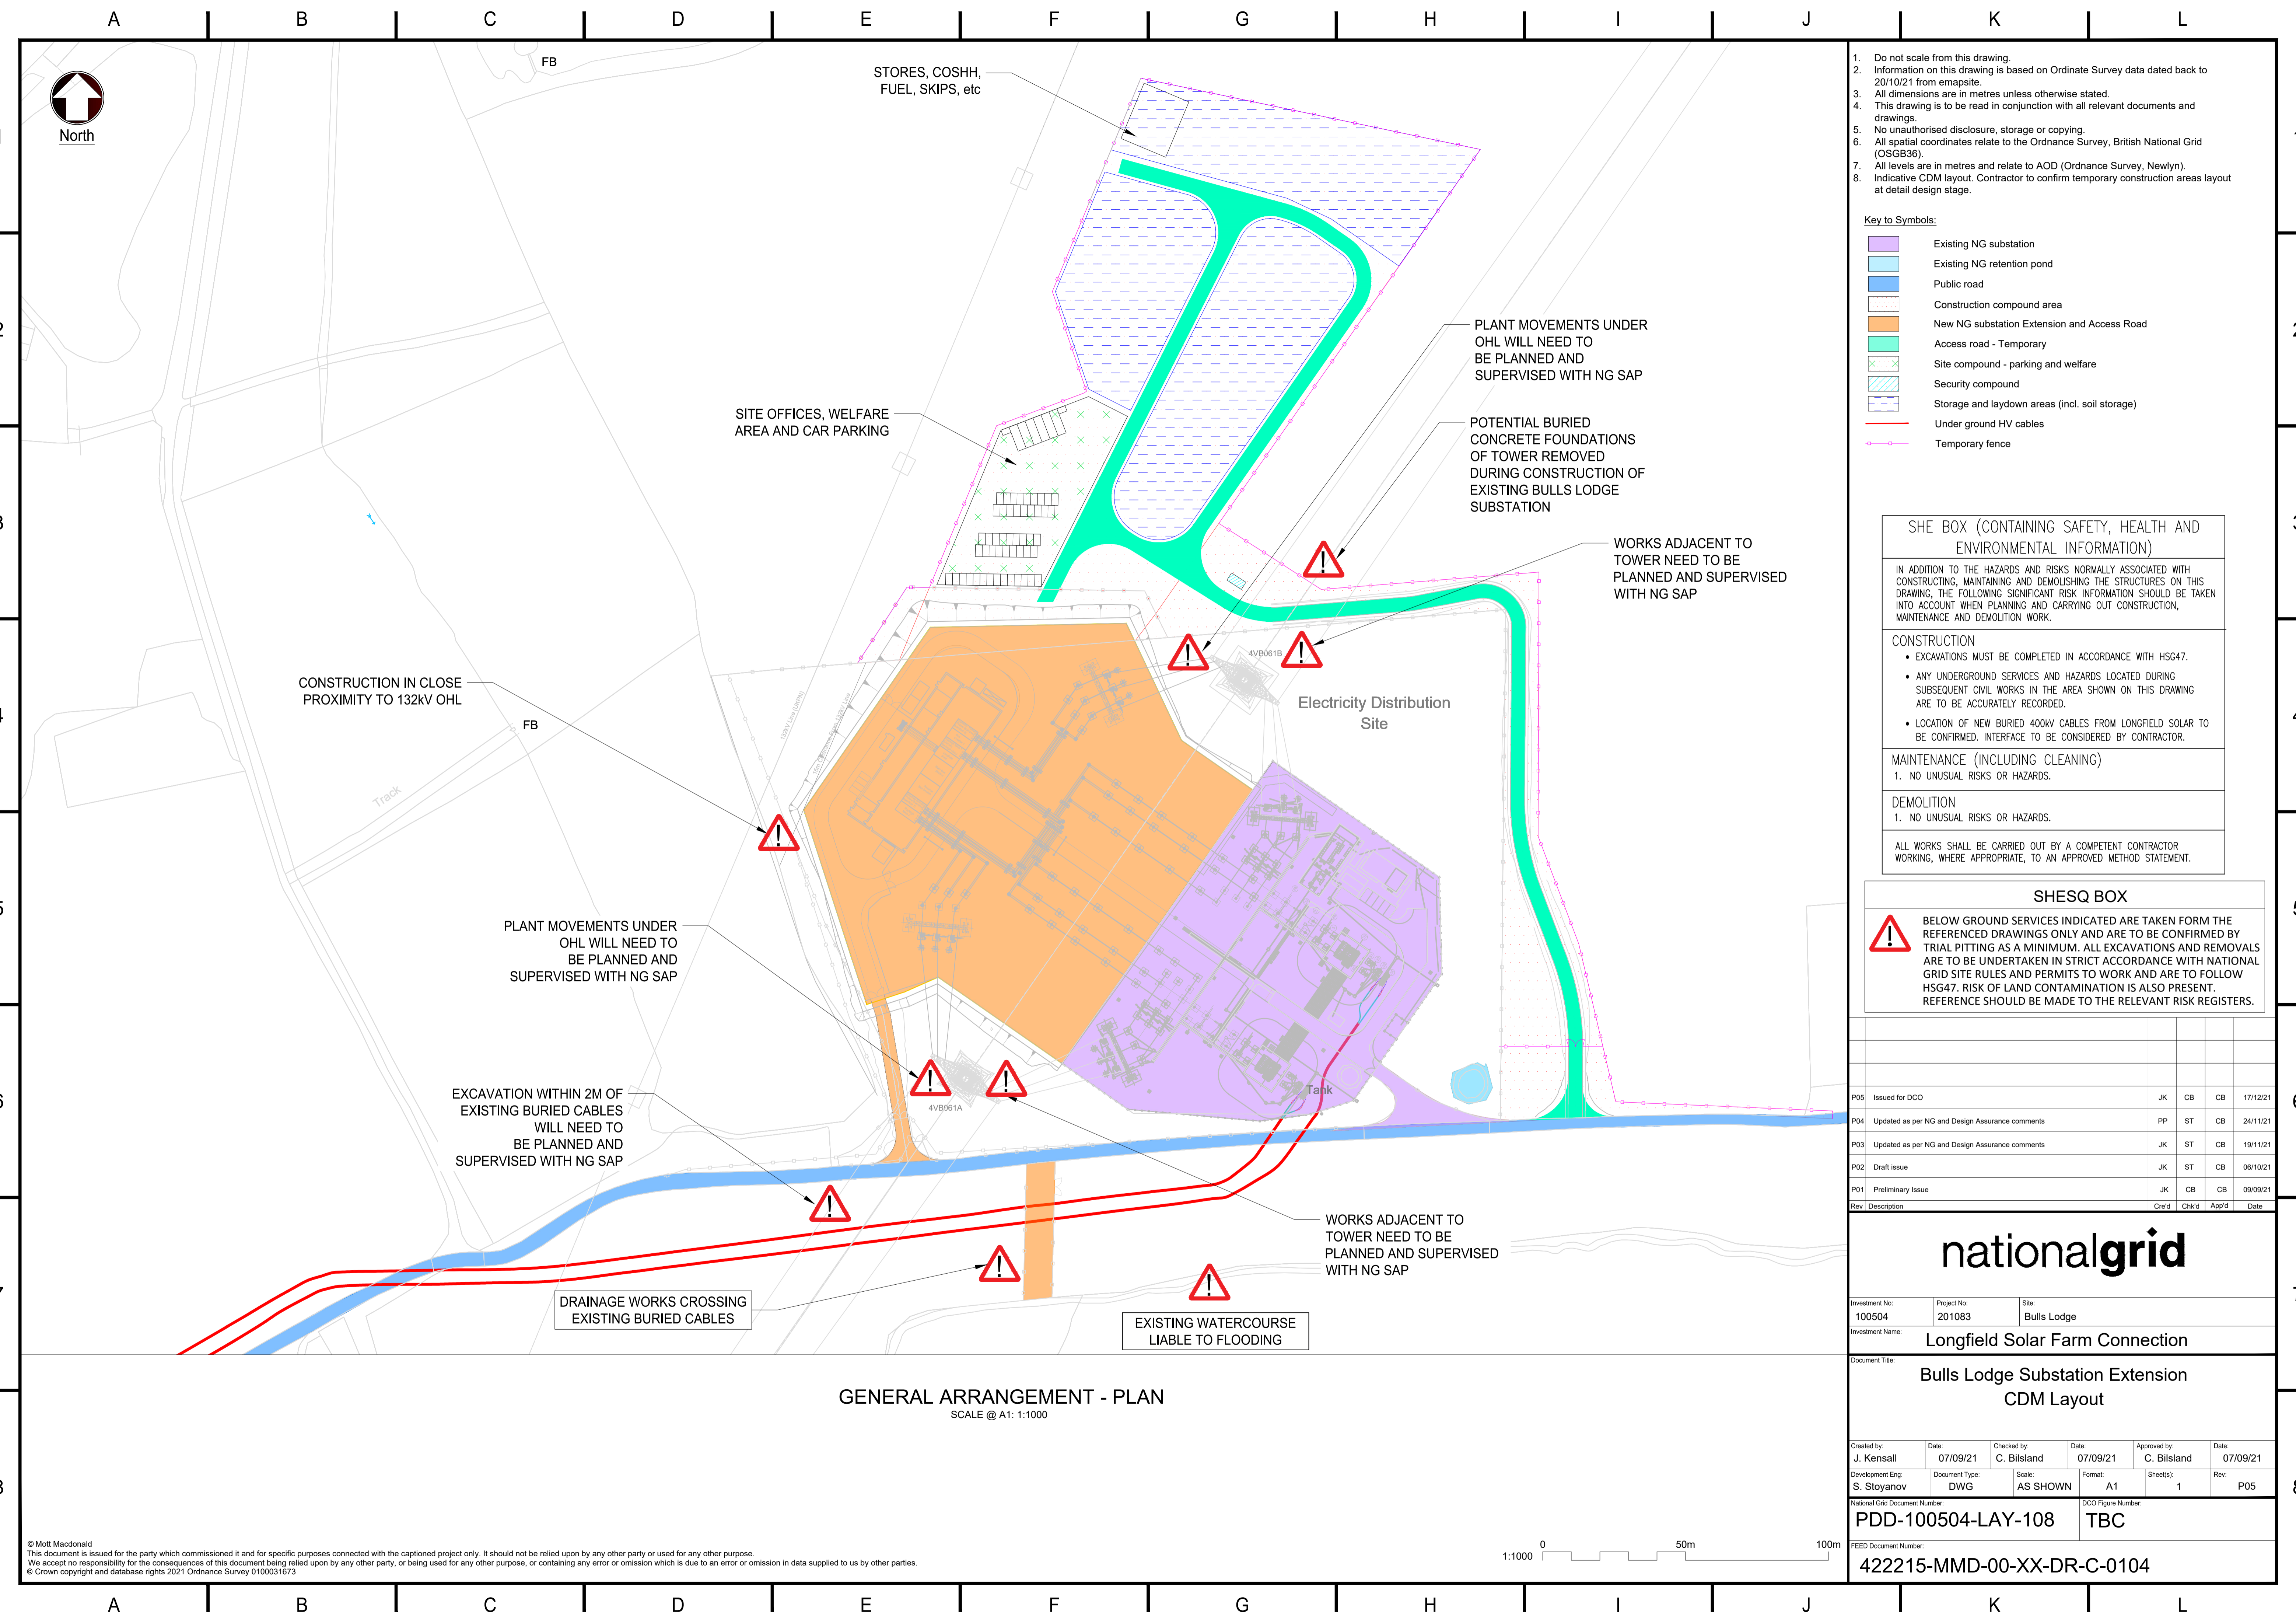 A B C D E F G H I J K L
North
FB
STORES, COSHH,
FUEL, SKIPS, etc
PLANT MOVEMENTS UNDER
OHL WILL NEED TO
BE PLANNED AND
SUPERVISED WITH NG SAP
SITE OFFICES, WELFARE
AREA AND CAR PARKING
POTENTIAL BURIED
CONCRETE FOUNDATIONS
OF TOWER REMOVED
DURING CONSTRUCTION OF
EXISTING BULLS LODGE
SUBSTATION
WORKS ADJACENT TO
TOWER NEED TO BE
PLANNED AND SUPERVISED
WITH NG SAP
4VB061B
Electricity Distribution
Site
CONSTRUCTION IN CLOSE
PROXIMITY TO 132kV OHL
FB
Track
PLANT MOVEMENTS UNDER
OHL WILL NEED TO
BE PLANNED AND
SUPERVISED WITH NG SAP
EXCAVATION WITHIN 2M OF
EXISTING BURIED CABLES
WILL NEED TO
BE PLANNED AND
SUPERVISED WITH NG SAP
4VB061A
Tank
WORKS ADJACENT TO
TOWER NEED TO BE
PLANNED AND SUPERVISED
WITH NG SAP
DRAINAGE WORKS CROSSING
EXISTING BURIED CABLES
EXISTING WATERCOURSE
LIABLE TO FLOODING
GENERAL ARRANGEMENT - PLAN
SCALE @ A1: 1:1000
© Mott Macdonald
This document is issued for the party which commissioned it and for specific purposes connected with the captioned project only. It should not be relied upon by any other party or used for any other purpose.
We accept no responsibility for the consequences of this document being relied upon by any other party, or being used for any other purpose, or containing any error or omission which is due to an error or omission in data supplied to us by other parties.
© Crown copyright and database rights 2021 Ordnance Survey 0100031673
1:1000 0 50m 100m
1. Do not scale from this drawing.
2. Information on this drawing is based on Ordinate Survey data dated back to
20/10/21 from emapsite.
3. All dimensions are in metres unless otherwise stated.
4. This drawing is to be read in conjunction with all relevant documents and
drawings.
5. No unauthorised disclosure, storage or copying.
6. All spatial coordinates relate to the Ordnance Survey, British National Grid
(OSGB36).
7. All levels are in metres and relate to AOD (Ordnance Survey, Newlyn).
8. Indicative CDM layout. Contractor to confirm temporary construction areas layout
at detail design stage.
Key to Symbols:
Existing NG substation
Existing NG retention pond
Public road
Construction compound area
New NG substation Extension and Access Road
Access road - Temporary
Site compound - parking and welfare
Security compound
Storage and laydown areas (incl. soil storage)
Under ground HV cables
Temporary fence
SHE BOX (CONTAINING SAFETY, HEALTH AND
ENVIRONMENTAL INFORMATION)
IN ADDITION TO THE HAZARDS AND RISKS NORMALLY ASSOCIATED WITH
CONSTRUCTING, MAINTAINING AND DEMOLISHING THE STRUCTURES ON THIS
DRAWING, THE FOLLOWING SIGNIFICANT RISK INFORMATION SHOULD BE TAKEN
INTO ACCOUNT WHEN PLANNING AND CARRYING OUT CONSTRUCTION,
MAINTENANCE AND DEMOLITION WORK.
CONSTRUCTION
• EXCAVATIONS MUST BE COMPLETED IN ACCORDANCE WITH HSG47.
• ANY UNDERGROUND SERVICES AND HAZARDS LOCATED DURING
SUBSEQUENT CIVIL WORKS IN THE AREA SHOWN ON THIS DRAWING
ARE TO BE ACCURATELY RECORDED.
• LOCATION OF NEW BURIED 400kV CABLES FROM LONGFIELD SOLAR TO
BE CONFIRMED. INTERFACE TO BE CONSIDERED BY CONTRACTOR.
MAINTENANCE (INCLUDING CLEANING)
1. NO UNUSUAL RISKS OR HAZARDS.
DEMOLITION
1. NO UNUSUAL RISKS OR HAZARDS.
ALL WORKS SHALL BE CARRIED OUT BY A COMPETENT CONTRACTOR
WORKING, WHERE APPROPRIATE, TO AN APPROVED METHOD STATEMENT.
SHESQ BOX
BELOW GROUND SERVICES INDICATED ARE TAKEN FORM THE
REFERENCED DRAWINGS ONLY AND ARE TO BE CONFIRMED BY
TRIAL PITTING AS A MINIMUM. ALL EXCAVATIONS AND REMOVALS
ARE TO BE UNDERTAKEN IN STRICT ACCORDANCE WITH NATIONAL
GRID SITE RULES AND PERMITS TO WORK AND ARE TO FOLLOW
HSG47. RISK OF LAND CONTAMINATION IS ALSO PRESENT.
REFERENCE SHOULD BE MADE TO THE RELEVANT RISK REGISTERS.
P05 Issued for DCO JK CB CB 17/12/21
P04 Updated as per NG and Design Assurance comments PP ST CB 24/11/21
P03 Updated as per NG and Design Assurance comments JK ST CB 19/11/21
P02 Draft issue JK ST CB 06/10/21
P01 Preliminary Issue JK CB CB 09/09/21
Rev Description Cre'd Chk'd App'd Date
nationalgrid
Investment No: Project No: Site:
100504 201083 Bulls Lodge
Investment Name:
Longfield Solar Farm Connection
Document Title:
Bulls Lodge Substation Extension
CDM Layout
Created by: Date: Checked by: Date: Approved by: Date:
J. Kensall 07/09/21 C. Bilsland 07/09/21 C. Bilsland 07/09/21
Development Eng: Document Type: Scale: Format: Sheet(s): Rev:
S. Stoyanov DWG AS SHOWN A1 1 P05
National Grid Document Number: DCO Figure Number:
PDD-100504-LAY-108 TBC
FEED Document Number:
422215-MMD-00-XX-DR-C-0104
A B C D E F G H I J K L